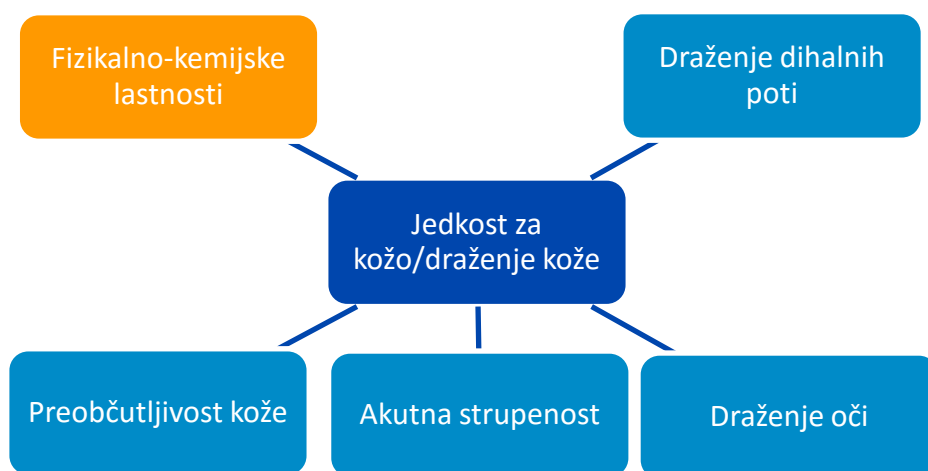 Fizikalno-kemijske
lastnosti
Draženje dihalnih
poti
Jedkost za
kožo/draženje kože
Preobčutljivost kože
Akutna strupenost
Draženje oči